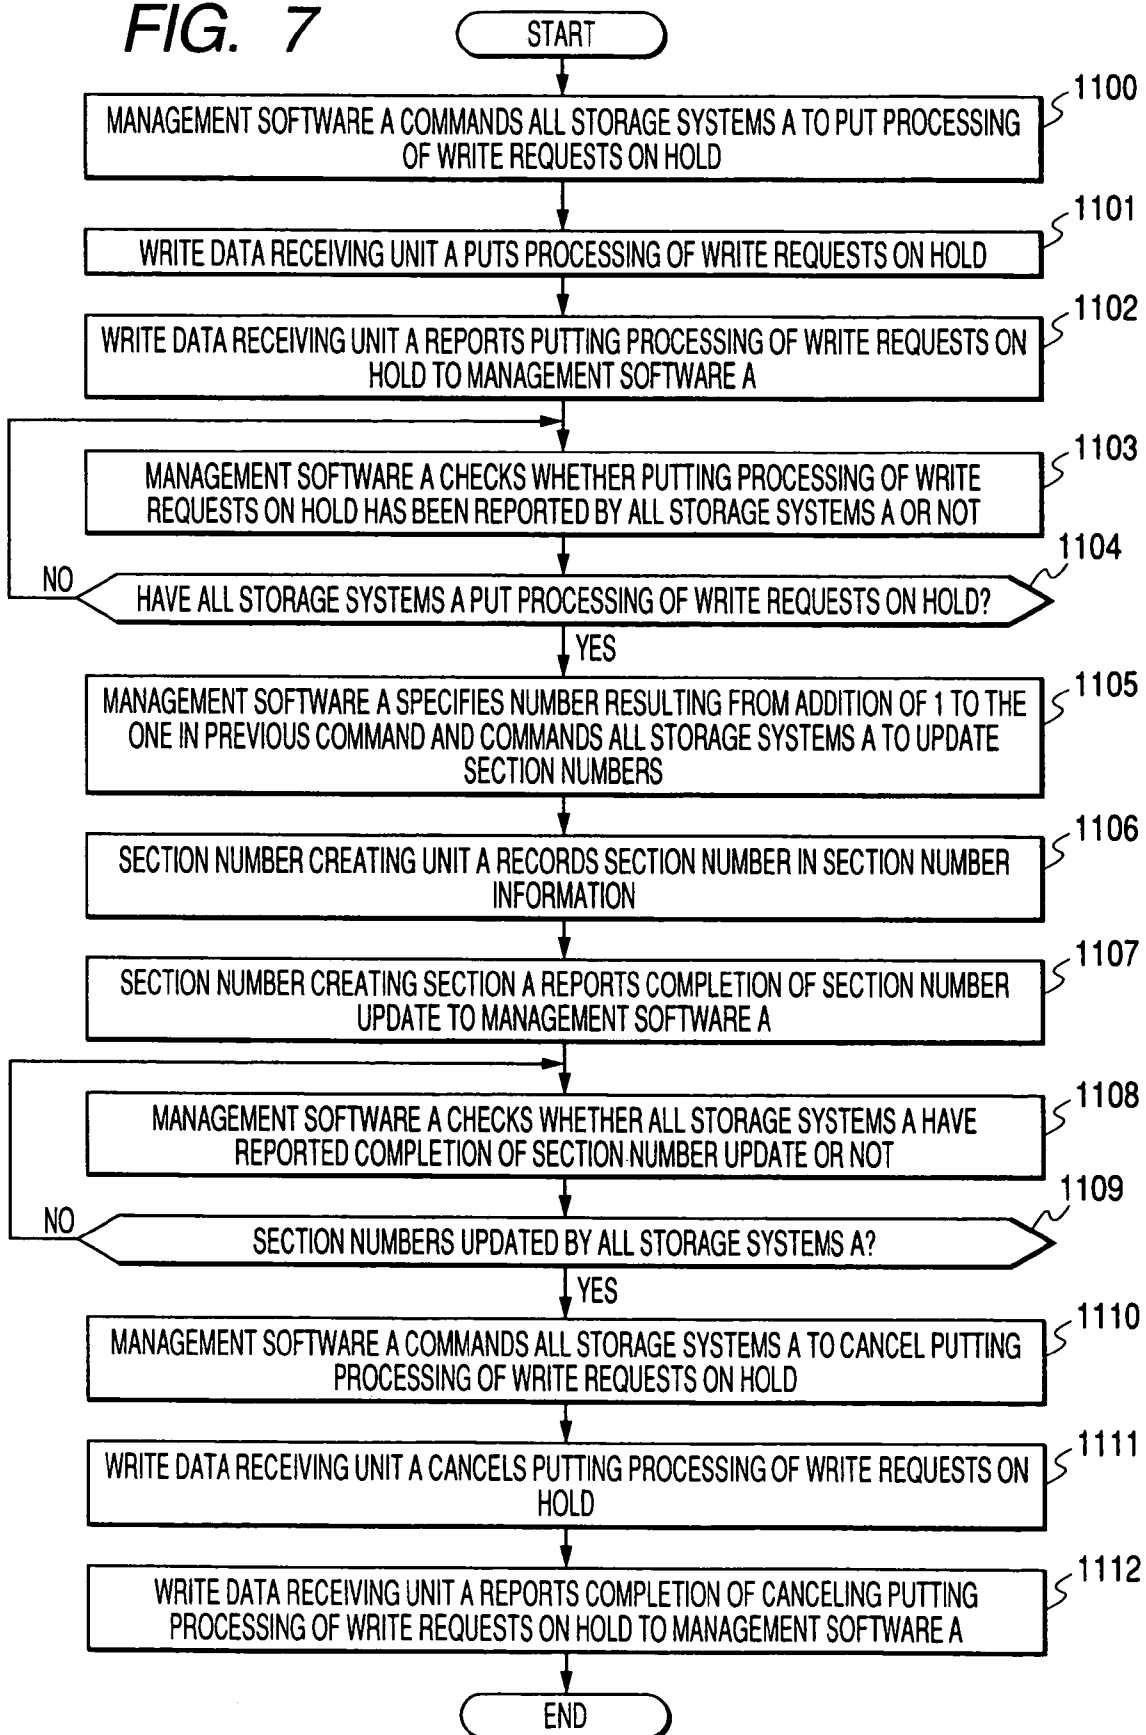 FIG. 7
START
1100
MANAGEMENT SOFTWARE A COMMANDS ALL STORAGE SYSTEMS A TO PUT PROCESSING
OF WRITE REQUESTS ON HOLD
1101
WRITE DATA RECEIVING UNIT A PUTS PROCESSING OF WRITE REQUESTS ON HOLD
1102
WRITE DATA RECEIVING UNIT A REPORTS PUTTING PROCESSING OF WRITE REQUESTS ON
HOLD TO MANAGEMENT SOFTWARE A
1103
MANAGEMENT SOFTWARE A CHECKS WHETHER PUTTING PROCESSING OF WRITE
REQUESTS ON HOLD HAS BEEN REPORTED BY ALL STORAGE SYSTEMS A OR NOT
1104
NO
HAVE ALL STORAGE SYSTEMS A PUT PROCESSING OF WRITE REQUESTS ON HOLD?
YES
1105
MANAGEMENT SOFTWARE A SPECIFIES NUMBER RESULTING FROM ADDITION OF 1 TO THE
ONE IN PREVIOUS COMMAND AND COMMANDS ALL STORAGE SYSTEMS A TO UPDATE
SECTION NUMBERS
1106
SECTION NUMBER CREATING UNIT A RECORDS SECTION NUMBER IN SECTION NUMBER
INFORMATION
1107
SECTION NUMBER CREATING SECTION A REPORTS COMPLETION OF SECTION NUMBER
UPDATE TO MANAGEMENT SOFTWARE A
1108
MANAGEMENT SOFTWARE A CHECKS WHETHER ALL STORAGE SYSTEMS A HAVE
REPORTED COMPLETION OF SECTION NUMBER UPDATE OR NOT
1109
NO
SECTION NUMBERS UPDATED BY ALL STORAGE SYSTEMS A?
YES
1110
MANAGEMENT SOFTWARE A COMMANDS ALL STORAGE SYSTEMS A TO CANCEL PUTTING
PROCESSING OF WRITE REQUESTS ON HOLD
1111
WRITE DATA RECEIVING UNIT A CANCELS PUTTING PROCESSING OF WRITE REQUESTS ON
HOLD
1112
WRITE DATA RECEIVING UNIT A REPORTS COMPLETION OF CANCELING PUTTING
PROCESSING OF WRITE REQUESTS ON HOLD TO MANAGEMENT SOFTWARE A
END